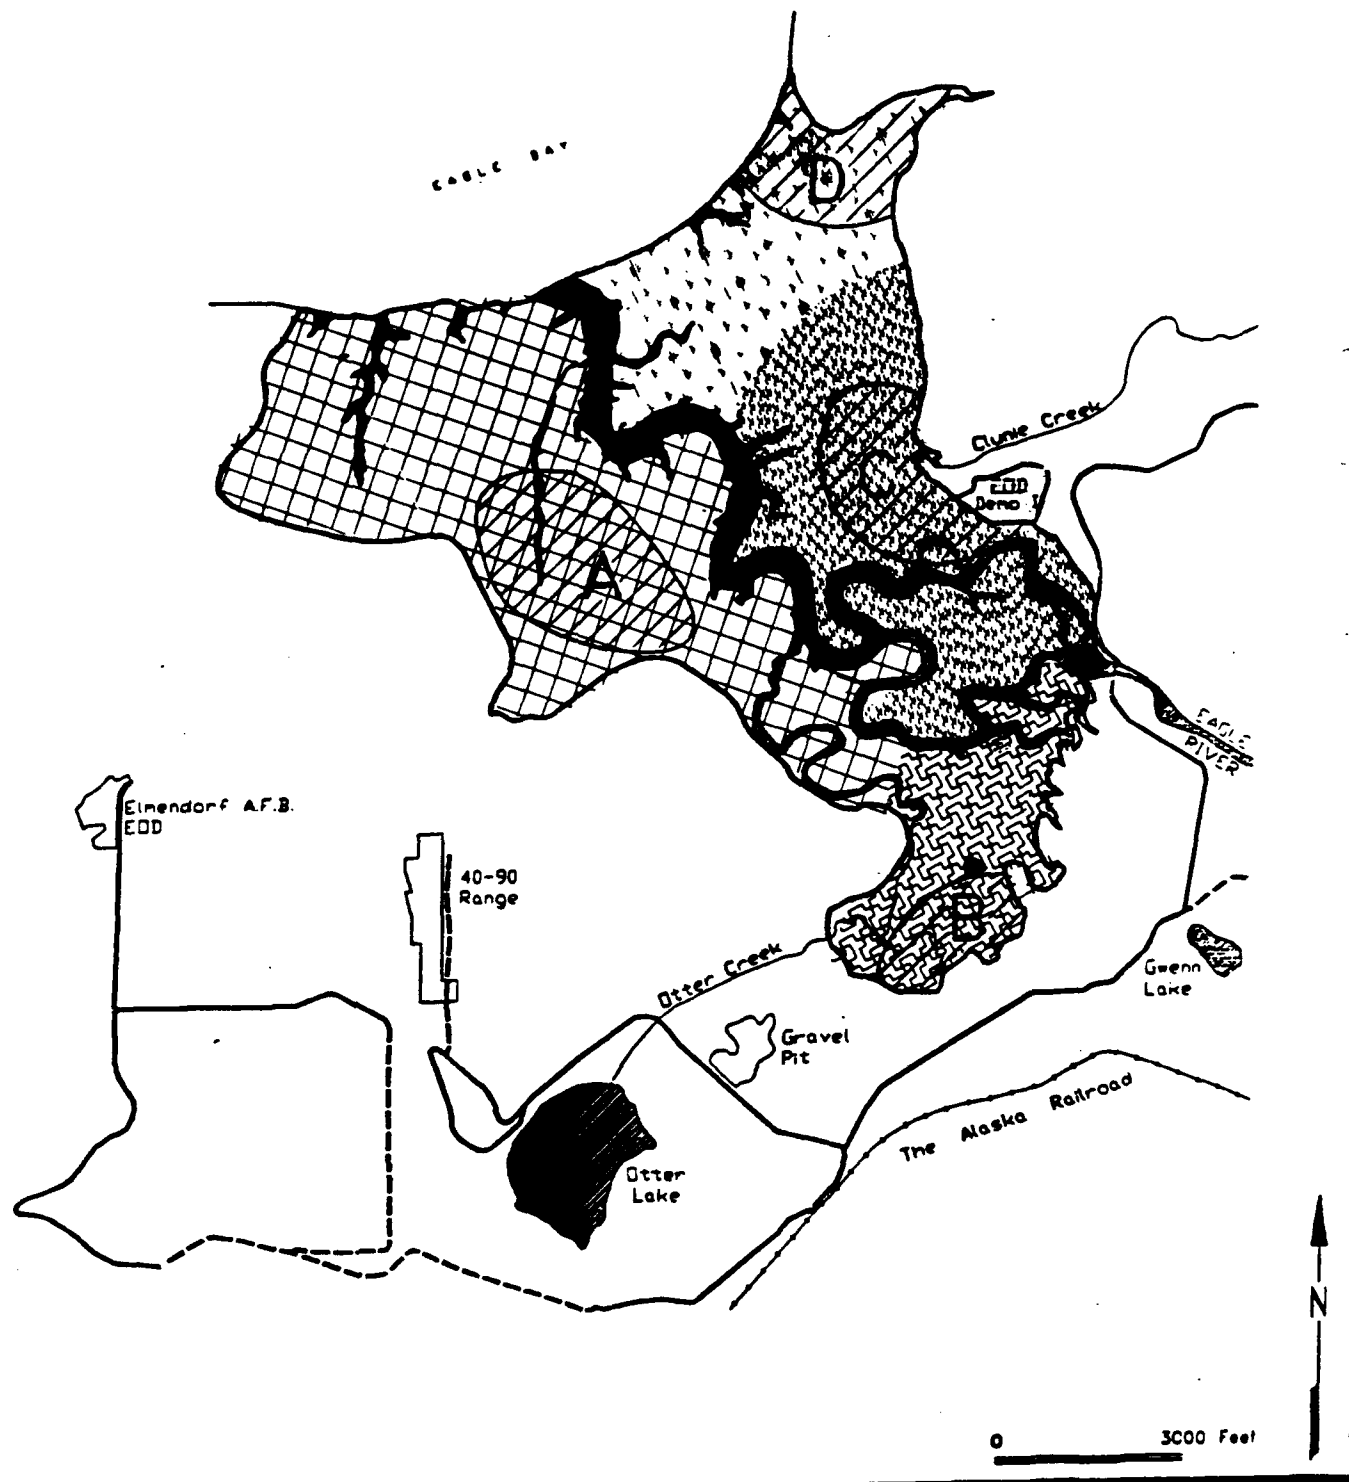 EAGLE BAY
D
Clunie Creek
C
EOD
Demo I
A
EAGLE
RIVER
Elmendorf A.F.B.
EOD
40-90
Range
B
Otter Creek
Gwenn
Lake
Gravel
Pit
The Alaska Railroad
Otter
Lake
N
0 3000 Feet